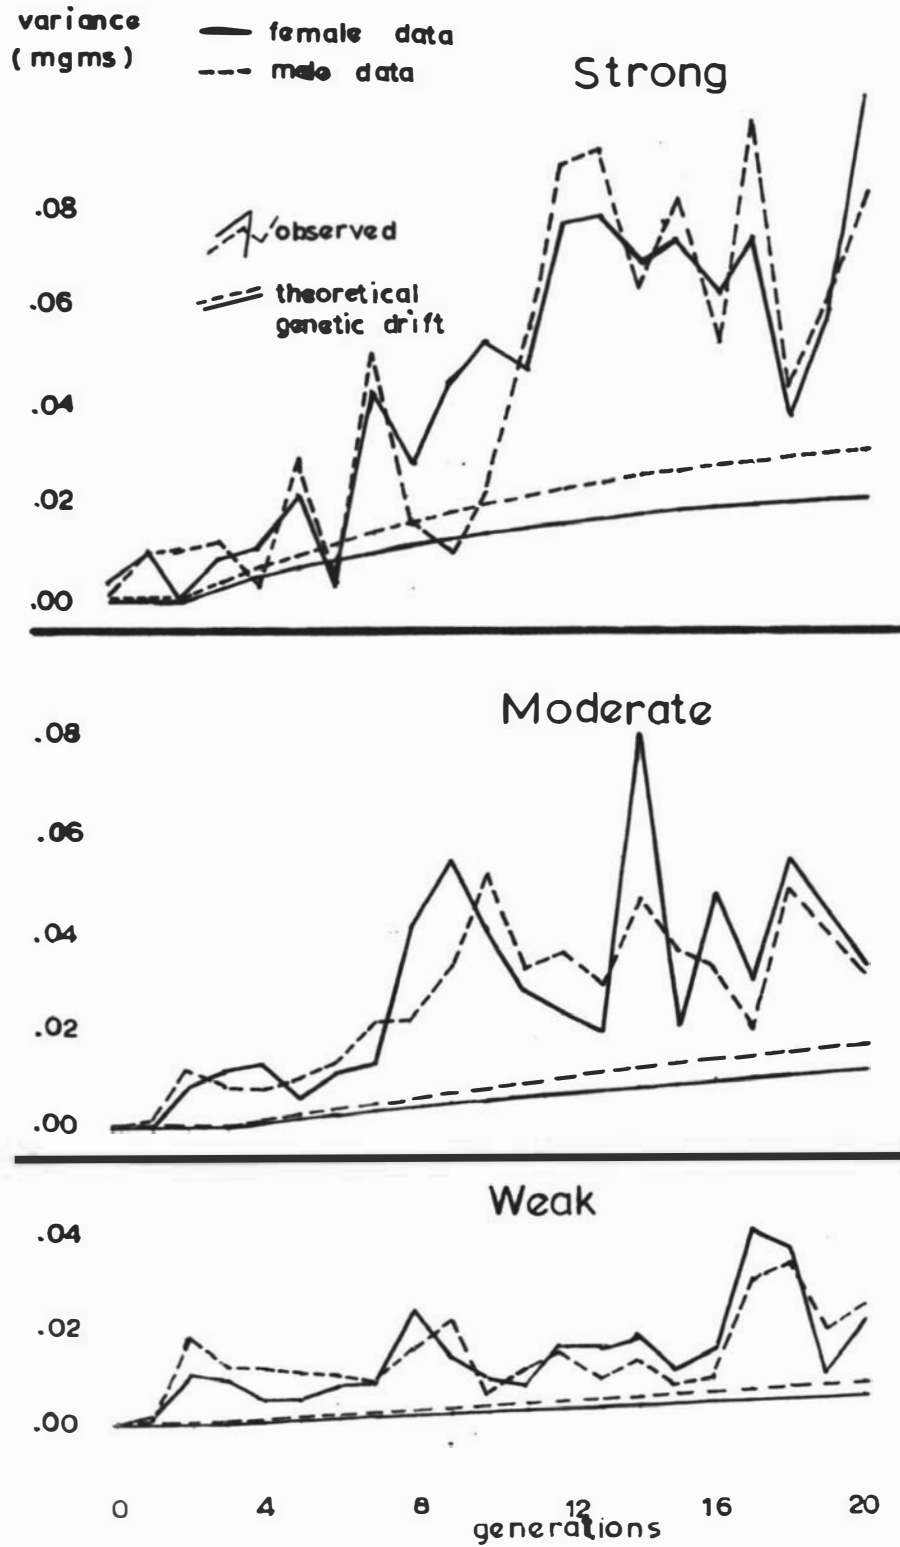 variance
(mgms)
female data
male data
Strong
.08
observed
.06
theoretical
genetic drift
.04
.02
.00
Moderate
.08
.06
.04
.02
.00
Weak
.04
.02
.00
0 4 8 12 16 20
generations